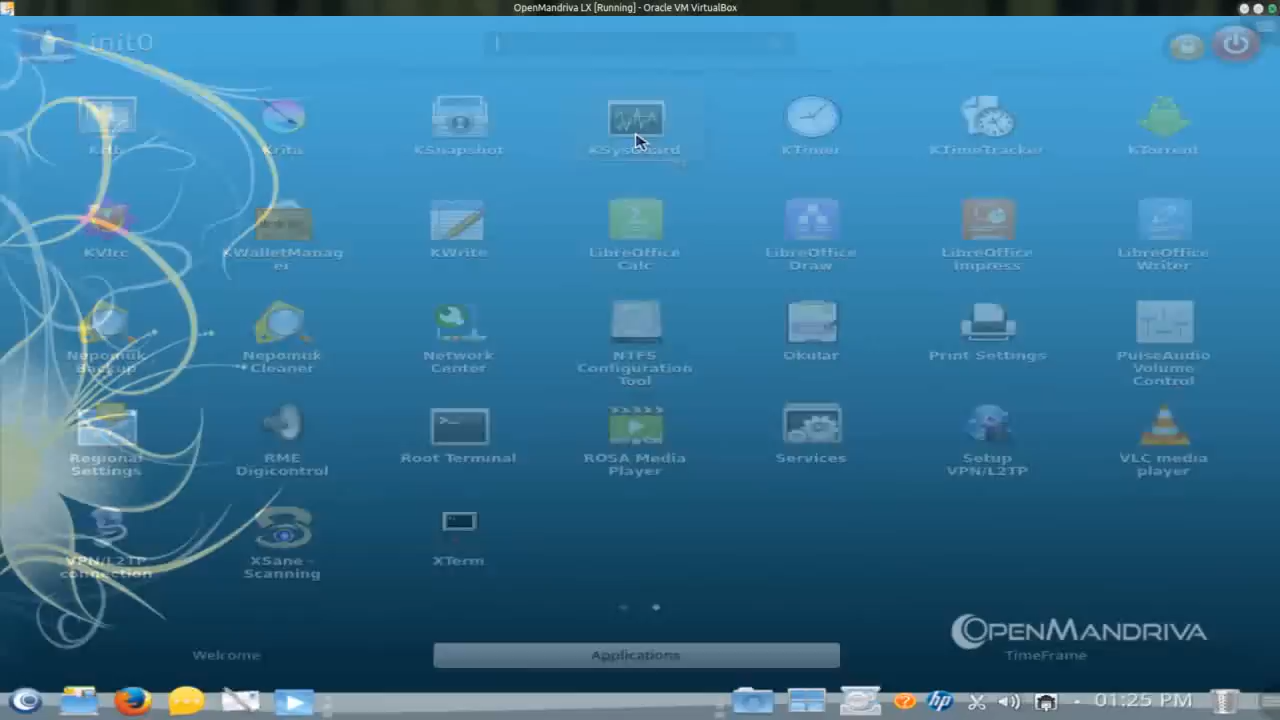 OpenMandriva LX [Running] - Oracle VM VirtualBox
init0
Krita
KSnapshot
KSysGuard
KTimer
KTimeTracker
KTorrent
KVIrc
KWalletManag
er
KWrite
LibreOffice
Calc
LibreOffice
Draw
LibreOffice
Impress
LibreOffice
Writer
Nepomuk
Backup
Nepomuk
Cleaner
Network
Center
NTFS
Configuration
Tool
Okular
Print Settings
PulseAudio
Volume
Control
Regional
Settings
RME
Digicontrol
Root Terminal
ROSA Media
Player
Services
Setup
VPN/L2TP
VLC media
player
VPN/L2TP
connection
XSane -
Scanning
XTerm
OPENMANDRIVA
Welcome
Applications
TimeFrame
hp
01:25 PM